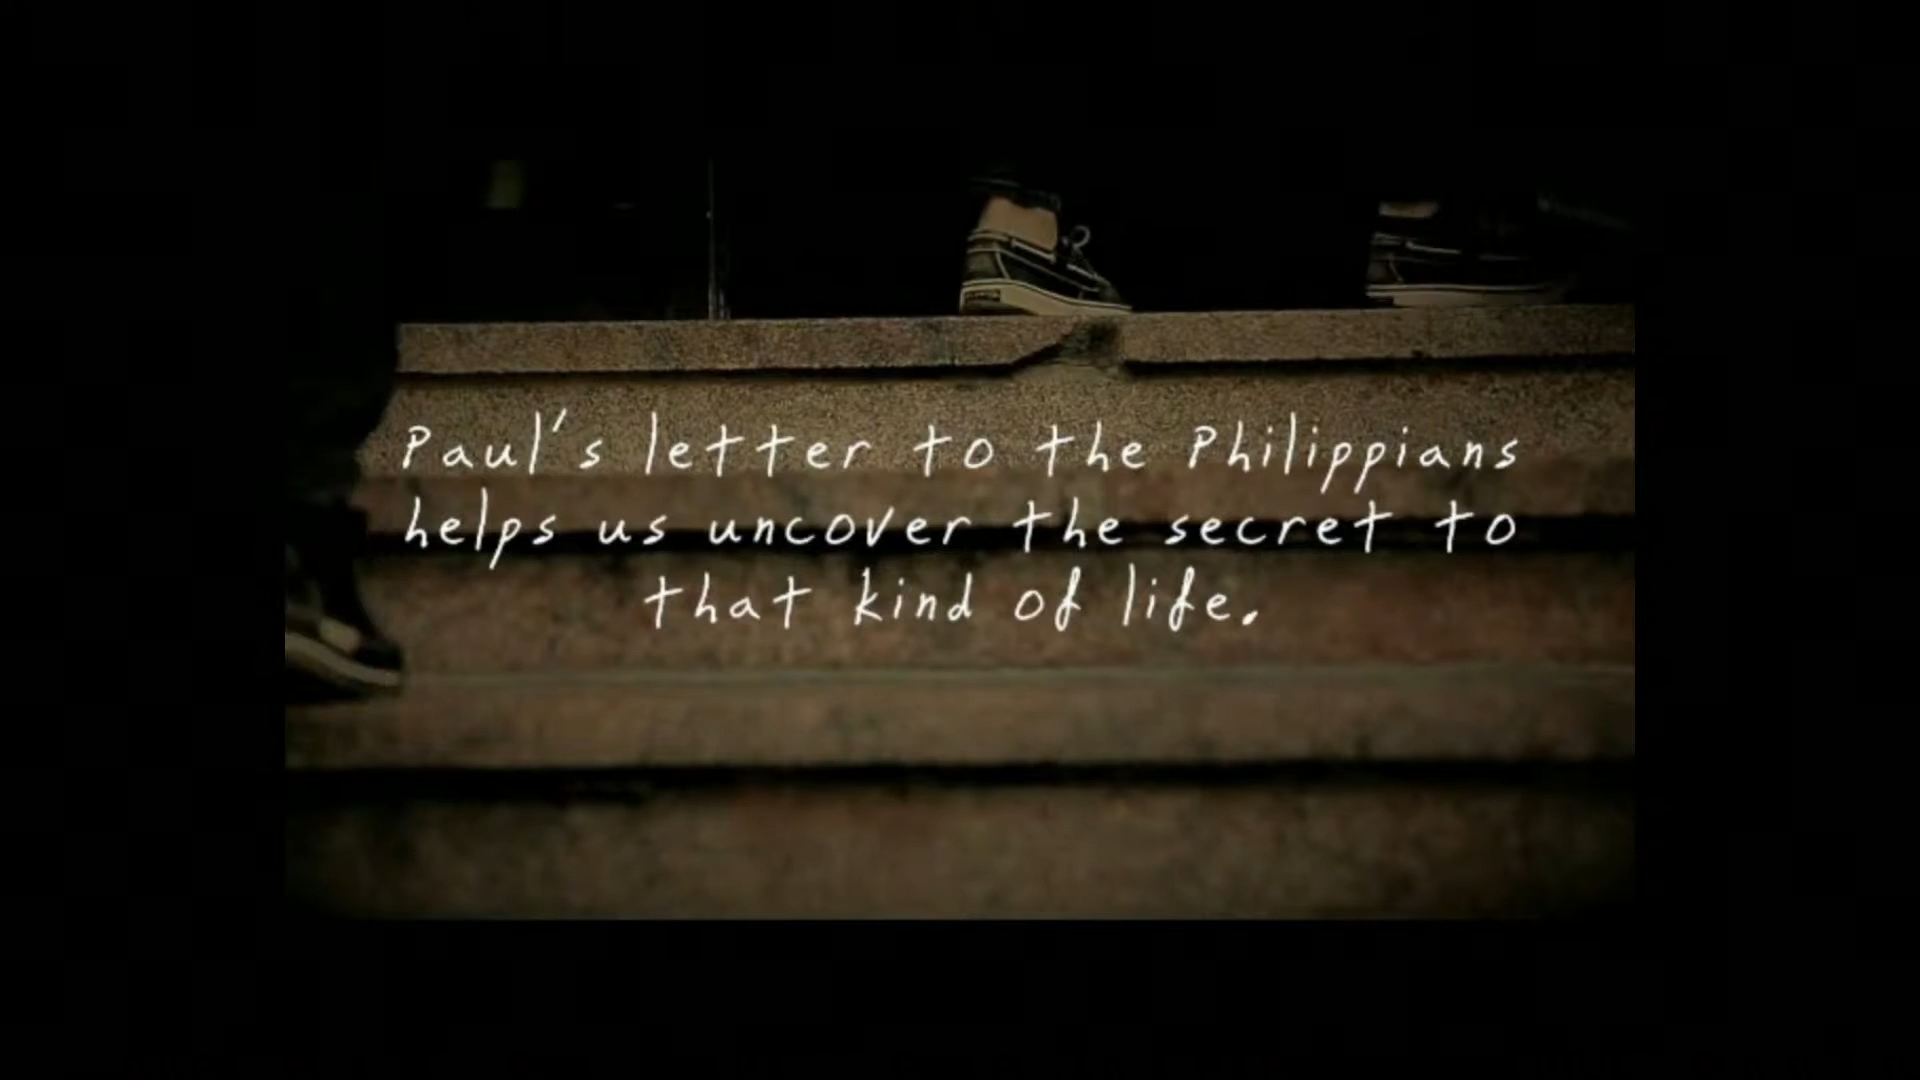 Paul's letter to the Philippians
helps us uncover the secret to
that kind of life.